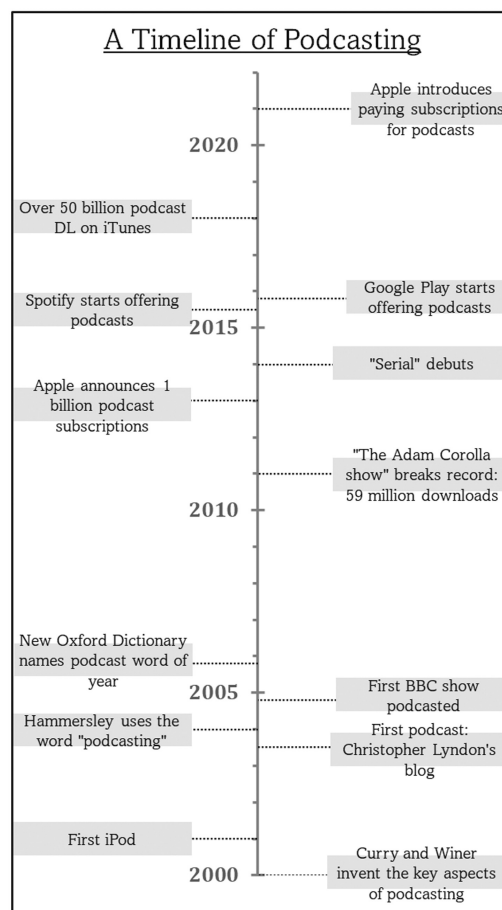 A Timeline of Podcasting
Apple introduces
paying subscriptions
for podcasts
2020
Over 50 billion podcast
DL on iTunes
Google Play starts
offering podcasts
Spotify starts offering
podcasts
2015
"Serial" debuts
Apple announces 1
billion podcast
subscriptions
"The Adam Corolla
show" breaks record:
59 million downloads
2010
New Oxford Dictionary
names podcast word of
year
2005
First BBC show
podcasted
Hammersley uses the
word "podcasting"
First podcast:
Christopher Lyndon's
blog
First iPod
2000
Curry and Winer
invent the key aspects
of podcasting